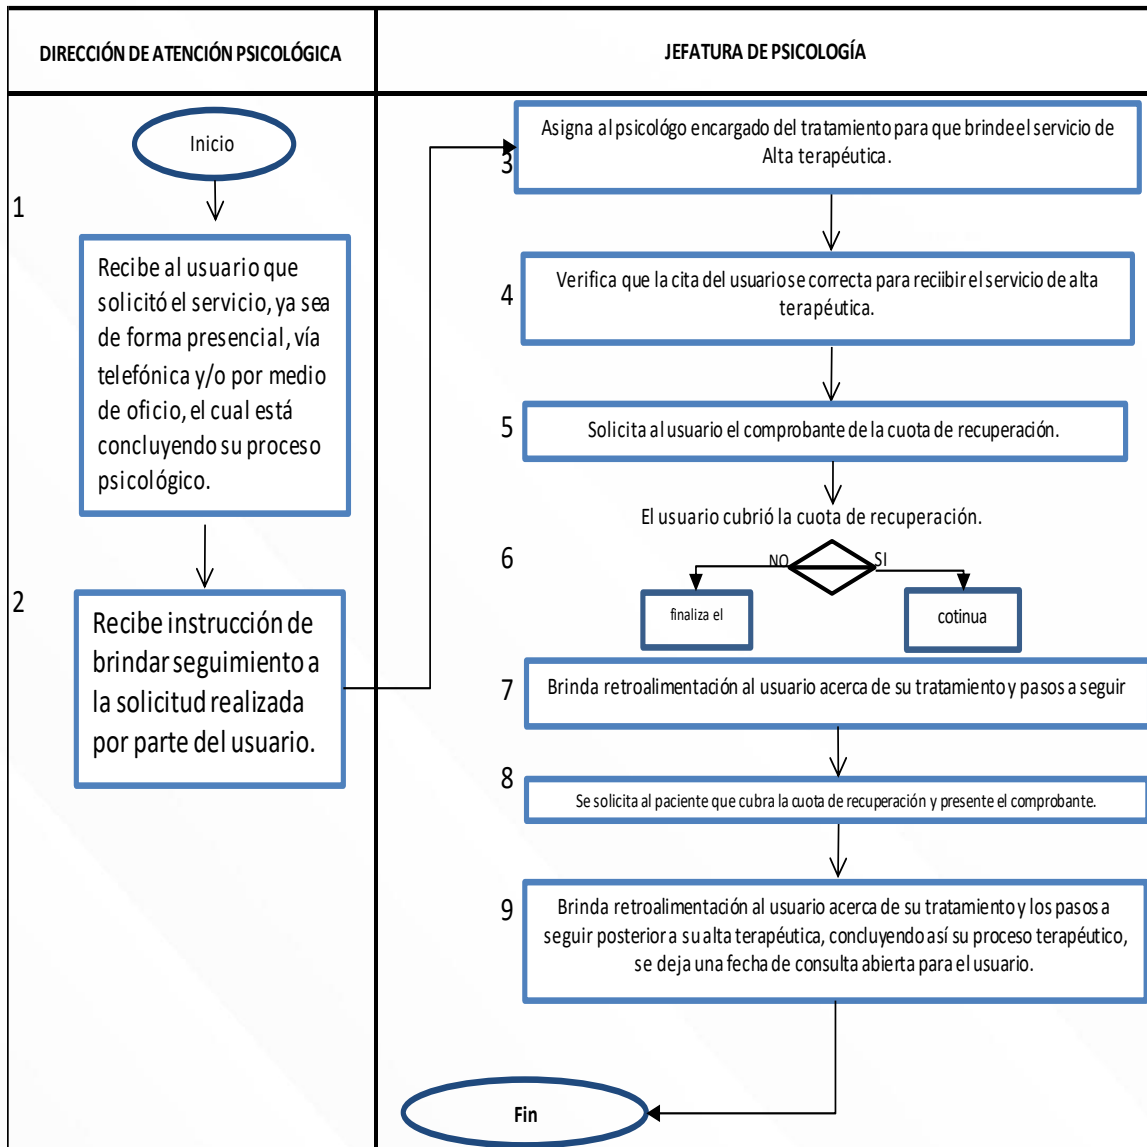 DIRECCIÓN DE ATENCIÓN PSICOLÓGICA
JEFATURA DE PSICOLOGÍA
Inicio
1
Recibe al usuario que
solicitó el servicio, ya sea
de forma presencial, vía
telefónica y/o por medio
de oficio, el cual está
concluyendo su proceso
psicológico.
2
Recibe instrucción de
brindar seguimiento a
la solicitud realizada
por parte del usuario.
3
Asigna al psicológo encargado del tratamiento para que brinde el servicio de
Alta terapéutica.
4
Verifica que la cita del usuario se correcta para reciibir el servicio de alta
terapéutica.
5
Solicita al usuario el comprobante de la cuota de recuperación.
El usuario cubrió la cuota de recuperación.
6
NO
SI
finaliza el
cotinua
7
Brinda retroalimentación al usuario acerca de su tratamiento y pasos a seguir
8
Se solicita al paciente que cubra la cuota de recuperación y presente el comprobante.
9
Brinda retroalimentación al usuario acerca de su tratamiento y los pasos a
seguir posterior a su alta terapéutica, concluyendo así su proceso terapéutico,
se deja una fecha de consulta abierta para el usuario.
Fin